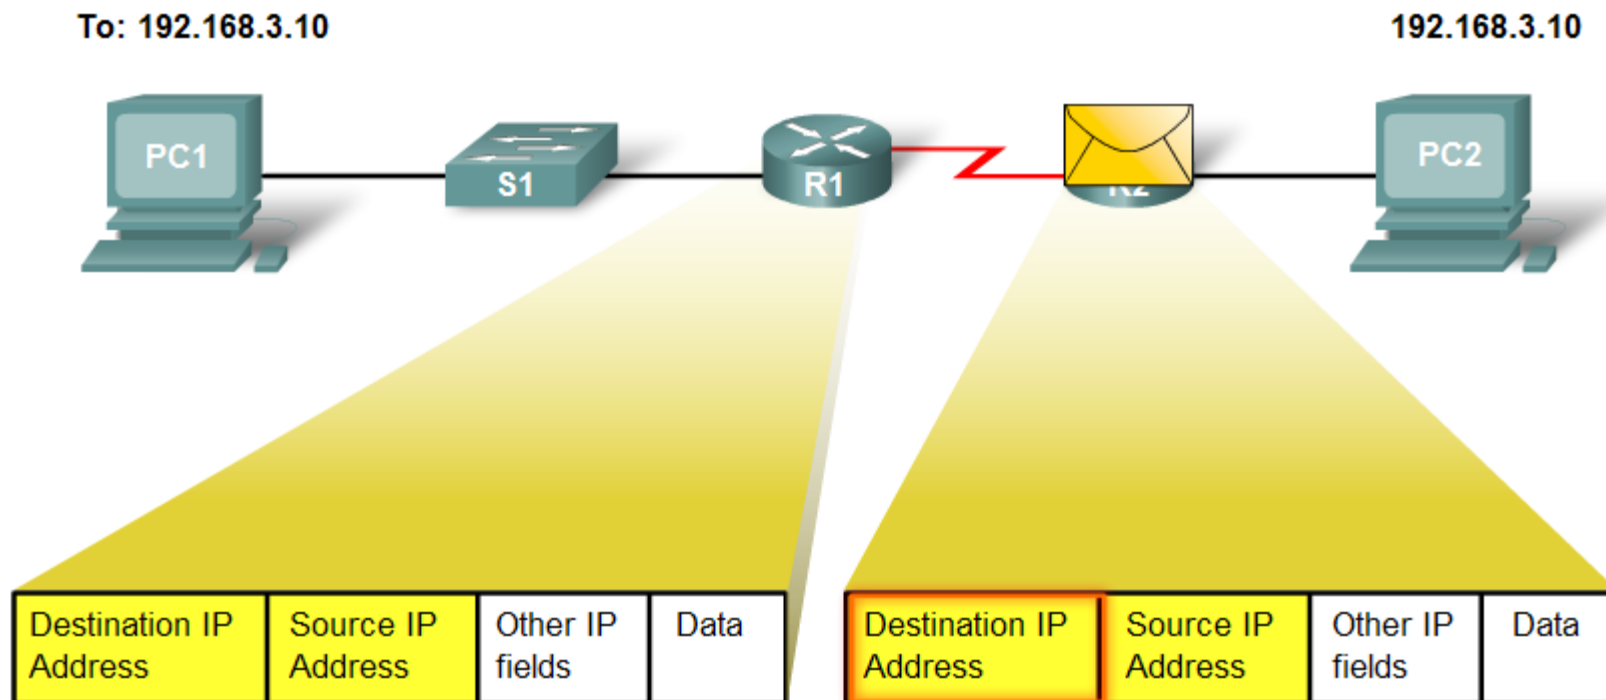 To: 192.168.3.10
192.168.3.10
PC1
S1
R1
R2
PC2
Destination IP
Address
Source IP
Address
Other IP
fields
Data
Destination IP
Address
Source IP
Address
Other IP
fields
Data